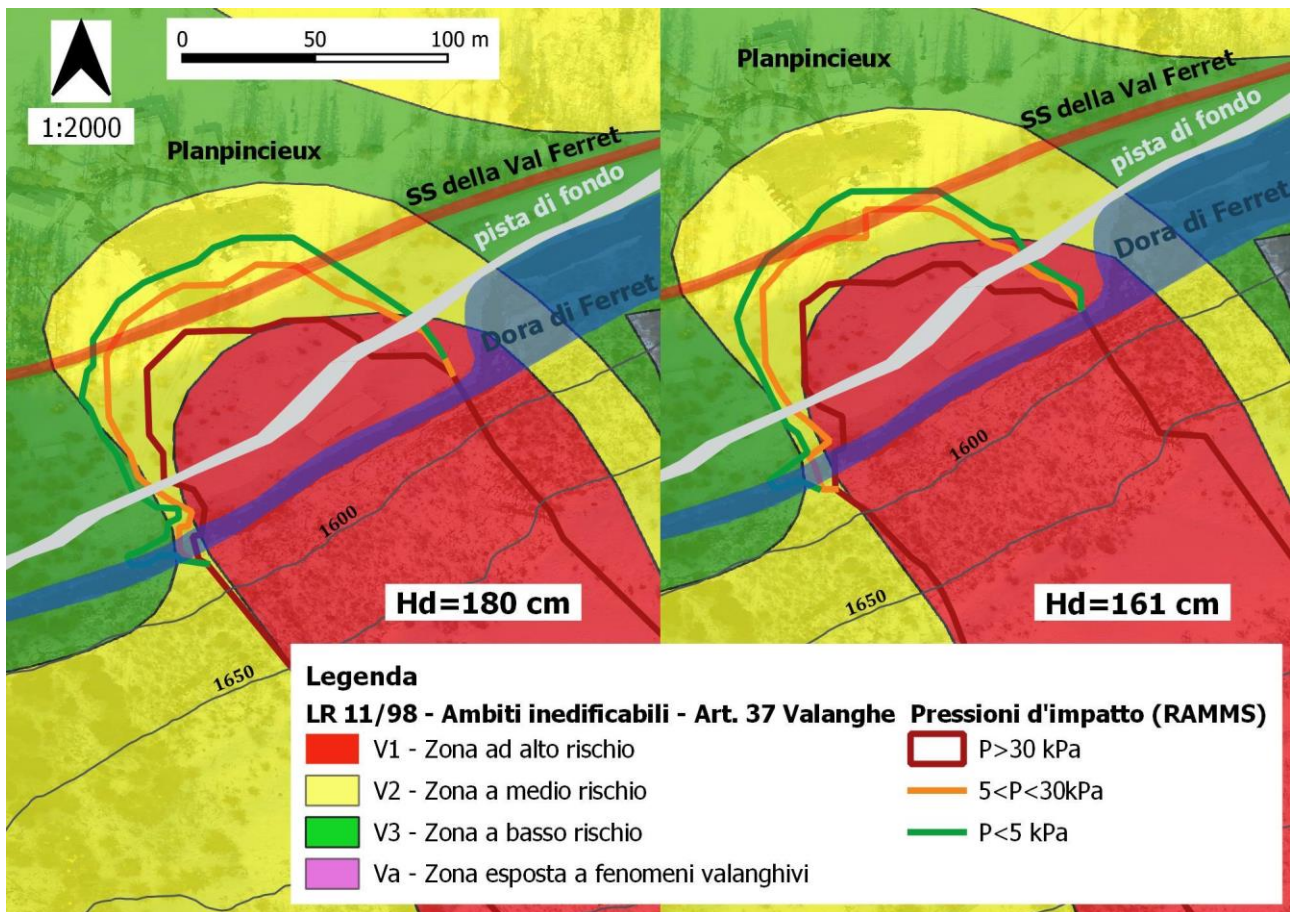 0 50 100 m
1:2000
Planpincieux
SS della Val Ferret
pista di fondo
Dora di Ferret
1600
1650
Hd=180 cm
Planpincieux
SS della Val Ferret
pista di fondo
Dora di Ferret
1600
1650
Hd=161 cm
Legenda
LR 11/98 - Ambiti inedificabili - Art. 37 Valanghe
V1 - Zona ad alto rischio
V2 - Zona a medio rischio
V3 - Zona a basso rischio
Va - Zona esposta a fenomeni valanghivi
Pressioni d'impatto (RAMMS)
P>30 kPa
5<P<30kPa
P<5 kPa